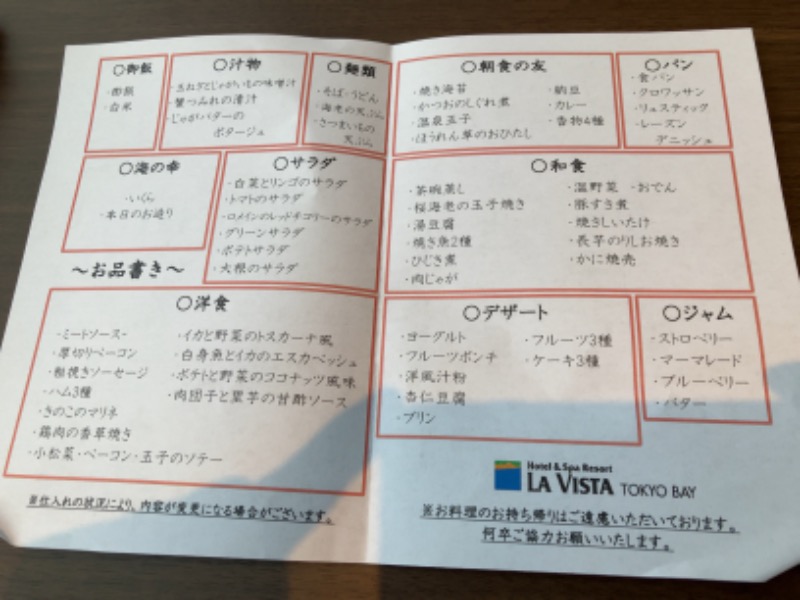 〇御飯
・御飯
・白米
〇汁物
・玉ねぎとじゃがいもの味噌汁
・蟹つみれの清汁
・じゃがバターの
ポタージュ
〇麺類
・そば・うどん
・海老の天ぷら
・さつまいもの
天ぷら
〇朝食の友
・焼き海苔
・かつおのしぐれ煮
・温泉玉子
・ほうれん草のおひたし
・納豆
・カレー
・香物4種
〇パン
・食パン
・クロワッサン
・リュスティック
・レーズン
デニッシュ
〇海の幸
・いくら
・本日のお造り
〇サラダ
・白菜とリンゴのサラダ
・トマトのサラダ
・ロメインのレッドチコリーのサラダ
・グリーンサラダ
・ポテトサラダ
・大根のサラダ
〇和食
・茶碗蒸し
・桜海老の玉子焼き
・湯豆腐
・焼き魚2種
・ひじき煮
・肉じゃが
・温野菜 ・おでん
・豚すき煮
・焼きしいたけ
・長芋のりしお焼き
・かに焼売
～お品書き～
〇洋食
・ミートソース-
・厚切りベーコン
・粗挽きソーセージ
・ハム3種
・きのこのマリネ
・鶏肉の香草焼き
・小松菜・ベーコン・玉子のソテー
・イカと野菜のトスカーナ風
・白身魚とイカのエスカベッシュ
・ポテトと野菜のココナッツ風味
・肉団子と里芋の甘酢ソース
〇デザート
・ヨーグルト
・フルーツポンチ
・洋風汁粉
・杏仁豆腐
・プリン
・フルーツ3種
・ケーキ3種
〇ジャム
・ストロベリー
・マーマレード
・ブルーベリー
・バター
Hotel & Spa Resort
LA VISTA TOKYO BAY
※仕入れの状況により、内容が変更になる場合がございます。
※お料理のお持ち帰りはご遠慮いただいております。
何卒ご協力お願いいたします。